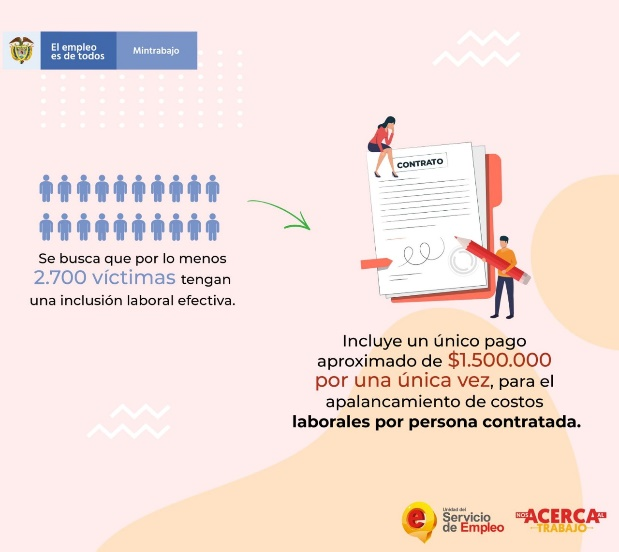 El empleo
es de todos
Mintrabajo
CONTRATO
Se busca que por lo menos
2.700 víctimas tengan
una inclusión laboral efectiva.
Incluye un único pago
aproximado de $1.500.000
por una única vez, para el
apalancamiento de costos
laborales por persona contratada.
Unidad del
Servicio
de Empleo
NOS ACERCA AL
TRABAJO